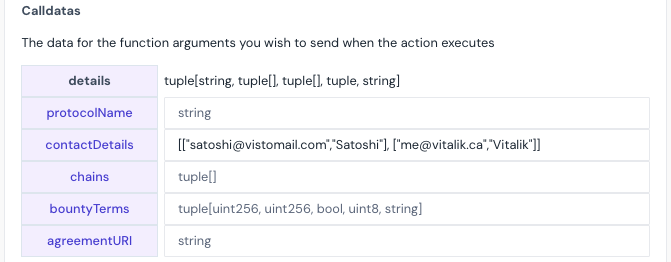 Calldatas
The data for the function arguments you wish to send when the action executes
details tuple[string, tuple[], tuple[], tuple, string]
protocolName string
contactDetails [["satoshi@vistomail.com","Satoshi"], ["me@vitalik.ca","Vitalik"]]
chains tuple[]
bountyTerms tuple[uint256, uint256, bool, uint8, string]
agreementURI string